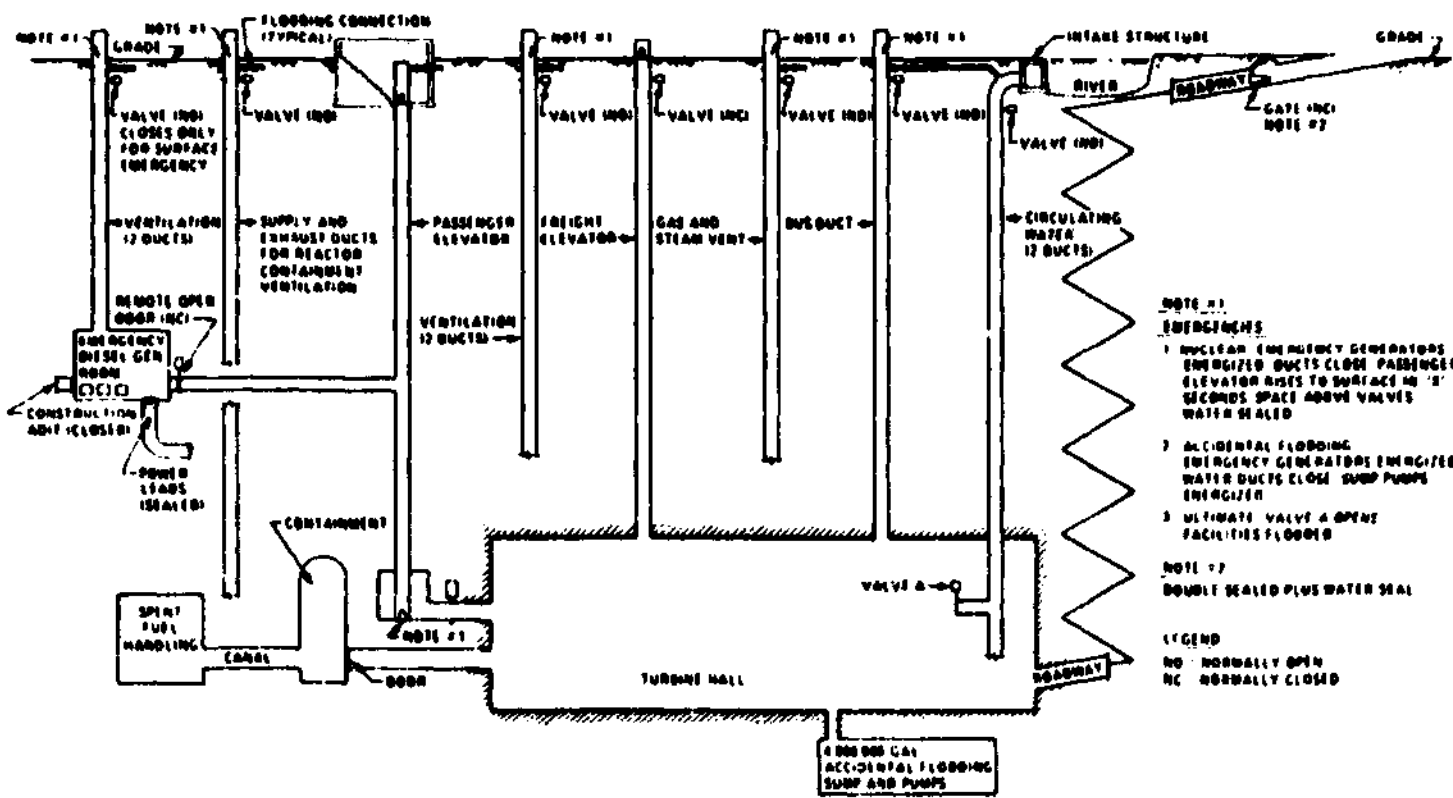 NOTE #1
NOTE #1
FLOODING CONNECTION
(TYPICAL)
GRADE
NOTE #1
NOTE #1
NOTE #1
INTAKE STRUCTURE
GRADE
RIVER
ROADWAY
GATE (NC)
NOTE #2
VALVE (NO)
CLOSES ONLY
FOR SURFACE
EMERGENCY
VALVE (NO)
VALVE (NO)
VALVE (NC)
VALVE (NO)
VALVE (NO)
VALVE (NO)
VENTILATION
(2 DUCTS)
SUPPLY AND
EXHAUST DUCTS
FOR REACTOR
CONTAINMENT
VENTILATION
PASSENGER
ELEVATOR
FREIGHT
ELEVATOR
GAS AND
STEAM VENT
BUS DUCT
CIRCULATING
WATER
(2 DUCTS)
REMOTE OPEN
DOOR (NC)
VENTILATION
(2 DUCTS)
EMERGENCY
DIESEL GEN
ROOM
CONSTRUCTION
ADIT (CLOSED)
POWER
LEADS
(SEALED)
CONTAINMENT
NOTE #1
EMERGENCIES
1 NUCLEAR EMERGENCY GENERATORS
ENERGIZED DUCTS CLOSE PASSENGER
ELEVATOR RISES TO SURFACE IN "X"
SECONDS SPACE ABOVE VALVES
WATER SEALED
2 ACCIDENTAL FLOODING
EMERGENCY GENERATORS ENERGIZED
WATER DUCTS CLOSE SUMP PUMPS
ENERGIZED
3 ULTIMATE VALVE A OPENS
FACILITIES FLOODED
NOTE #2
DOUBLE SEALED PLUS WATER SEAL
LEGEND
NO NORMALLY OPEN
NC NORMALLY CLOSED
VALVE A
SPENT
FUEL
HANDLING
CANAL
NOTE #1
DOOR
TURBINE HALL
ROADWAY
GAL
ACCIDENTAL FLOODING
SUMP AND PUMPS